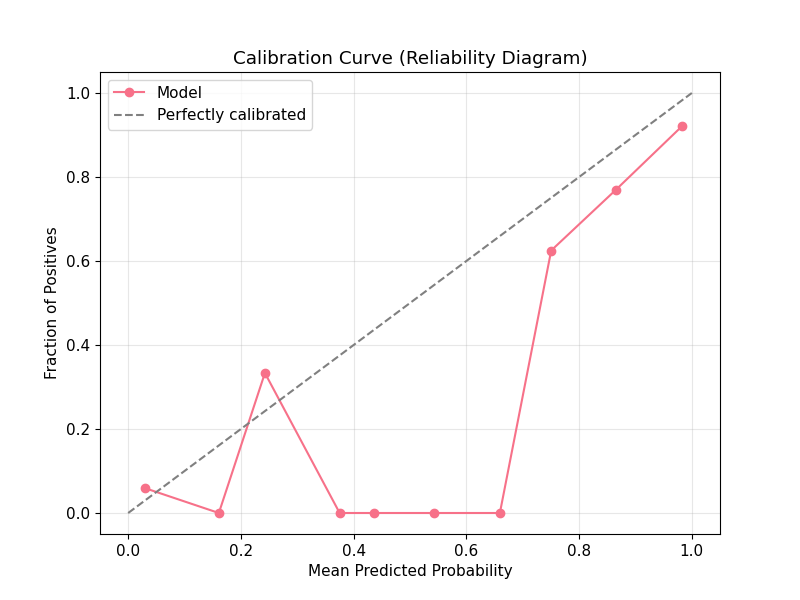 Calibration Curve (Reliability Diagram)
Model
Perfectly calibrated
1.0
0.8
0.6
0.4
0.2
0.0
Fraction of Positives
0.0 0.2 0.4 0.6 0.8 1.0
Mean Predicted Probability